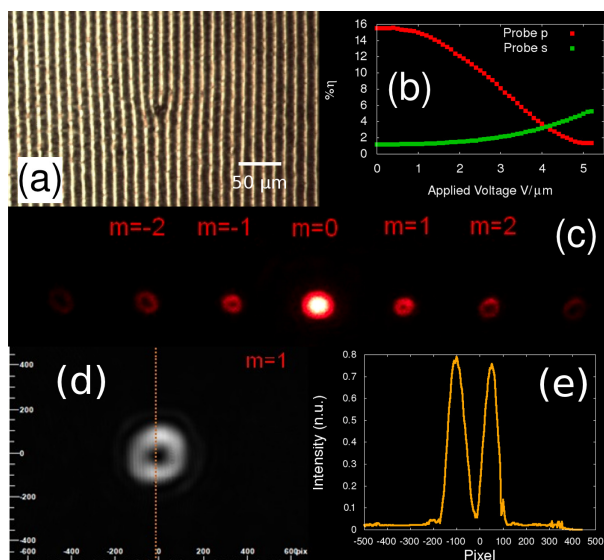 (a)
50 μm
(b)
16
14
12
10
8
6
4
2
0
%η
Probe p
Probe s
0 1 2 3 4 5
Applied Voltage V/μm
(c)
m=-2 m=-1 m=0 m=1 m=2
(d)
m=1
400
200
0
-200
-400
-600 -400 -200 0 200 400 600 pix
(e)
0.8
0.7
0.6
0.5
0.4
0.3
0.2
0.1
0
Intensity (n.u.)
-500 -400 -300 -200 -100 0 100 200 300 400 500
Pixel